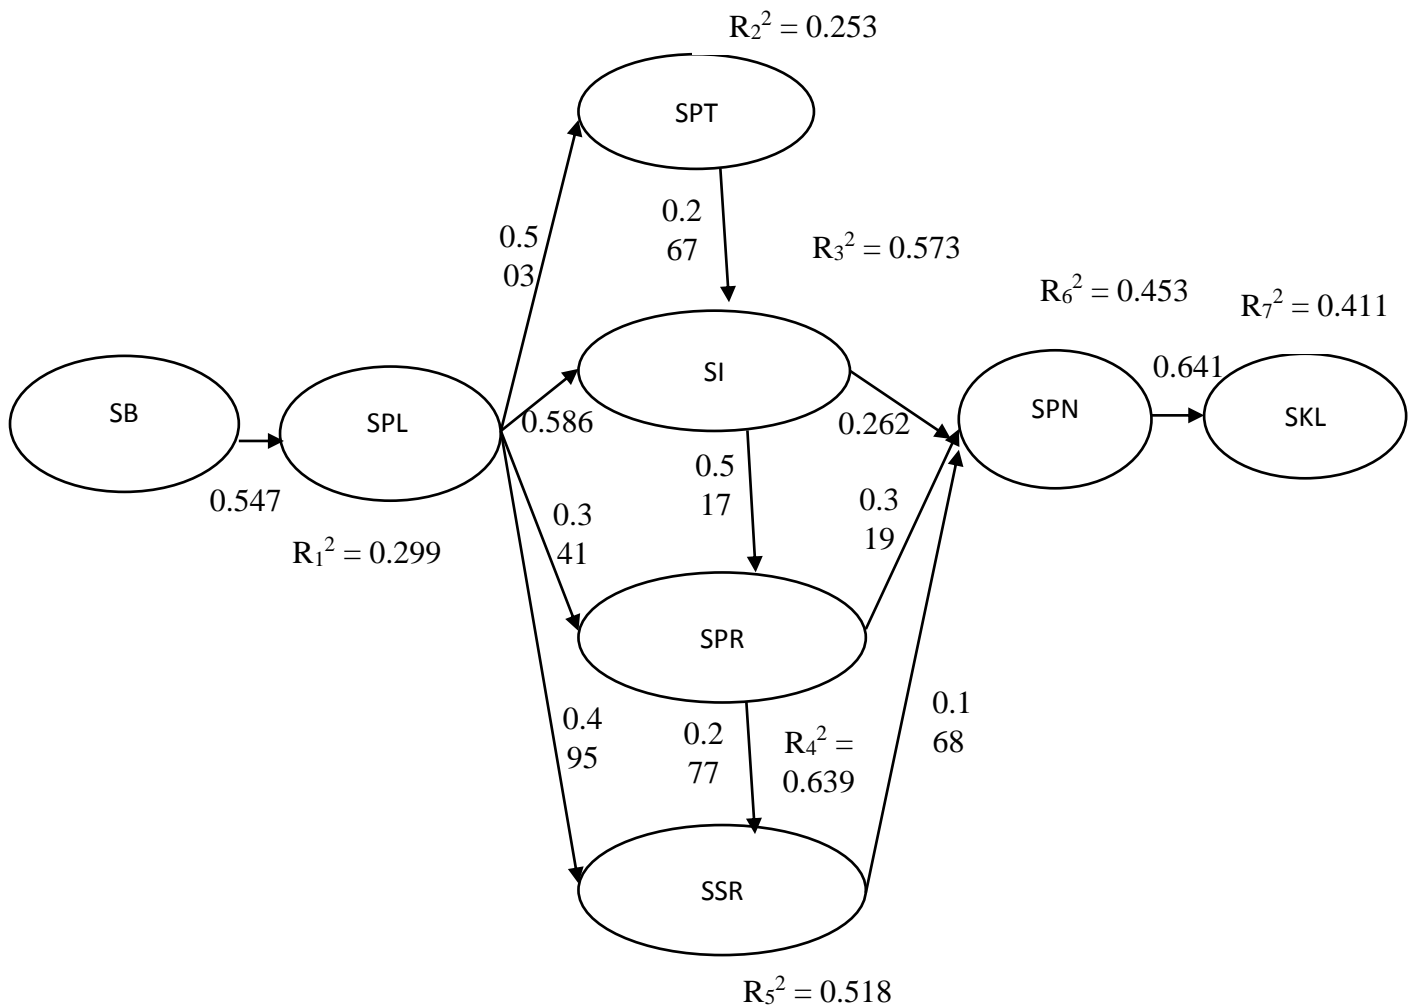 R₂² = 0.253
SPT
0.2
67
0.5
03
R₃² = 0.573
R₆² = 0.453
R₇² = 0.411
SB
SPL
SI
SPN
SKL
0.641
0.586
0.262
0.547
0.5
17
0.3
41
0.3
19
R₁² = 0.299
SPR
0.4
95
0.2
77
R₄² =
0.639
0.1
68
SSR
R₅² = 0.518